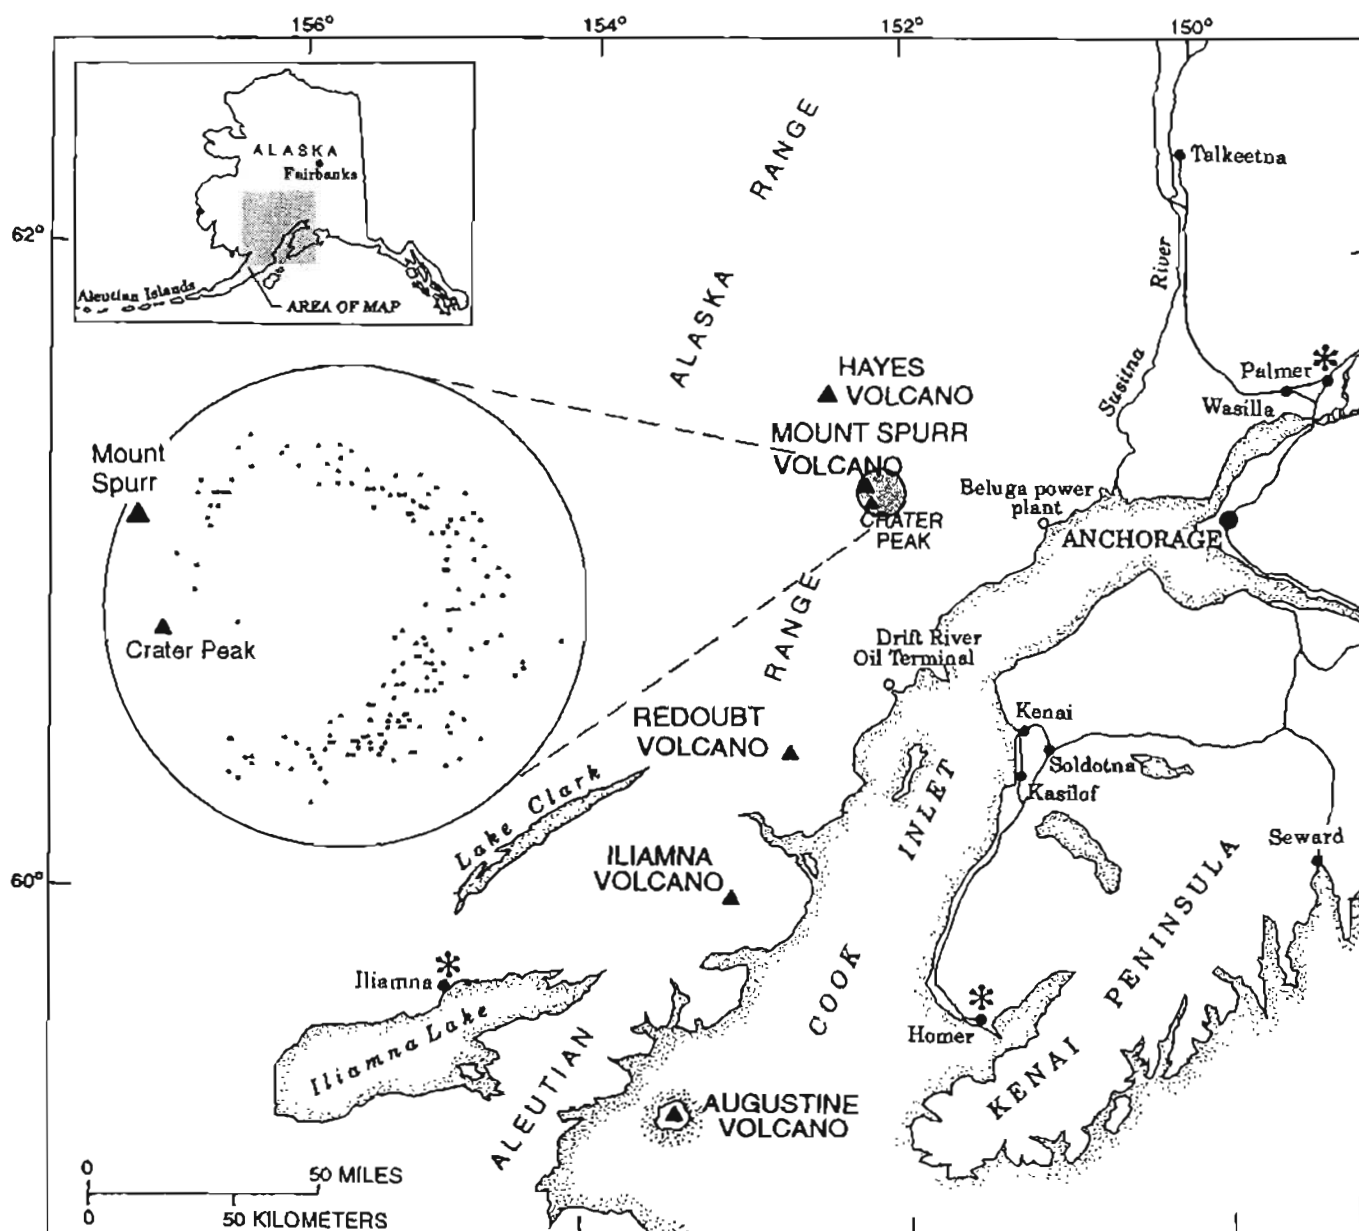 156°
154°
152°
150°
62°
60°
ALASKA
Fairbanks
Aleutian Islands
AREA OF MAP
ALASKA RANGE
Talkeetna
Susitna River
Palmer
Wasilla
HAYES
VOLCANO
MOUNT SPURR
VOLCANO
CRATER
PEAK
Mount
Spurr
Crater Peak
Beluga power
plant
ANCHORAGE
RANGE
Drift River
Oil Terminal
REDOUBT
VOLCANO
Kenai
Soldotna
Kasilof
Lake Clark
COOK INLET
ILIAMNA
VOLCANO
Seward
KENAI PENINSULA
Iliamna
Iliamna Lake
Homer
ALEUTIAN
AUGUSTINE
VOLCANO
0
50 MILES
0
50 KILOMETERS